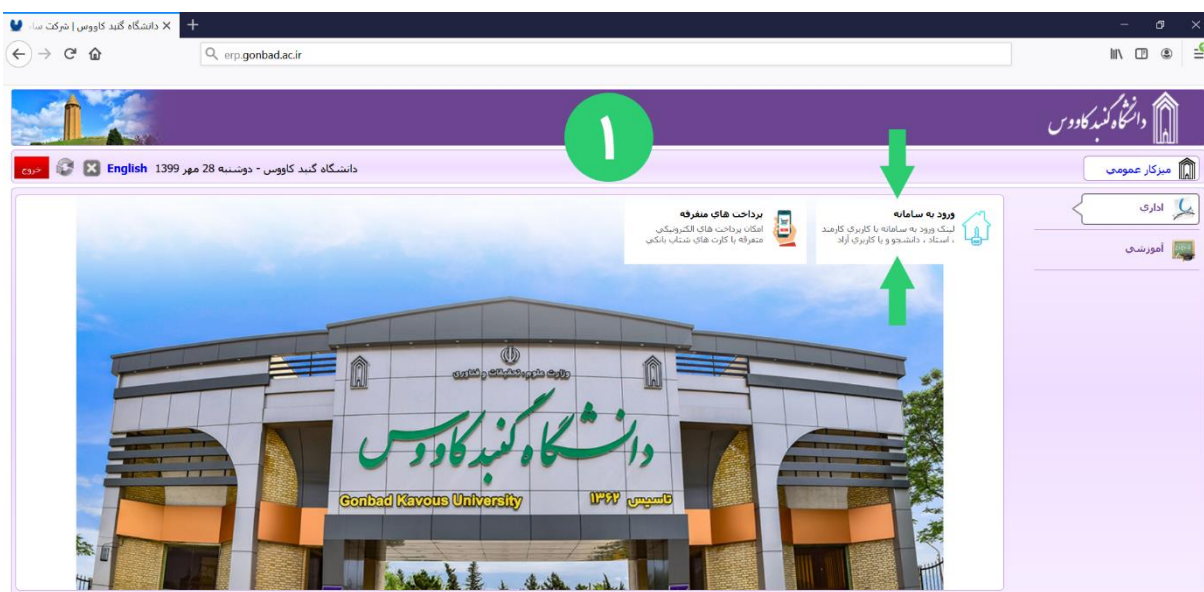 دانشگاه گنبد کاووس | شرکت سام
erp.gonbad.ac.ir
دانشگاه گنبد کاووس
۱
میزکار عمومی
دانشگاه گنبد کاووس - دوشنبه 28 مهر 1399 English
خروج
اداری
آموزشی
ورود به سامانه
لینک ورود به سامانه با کاربری کارمند
، استاد ، دانشجو و یا کاربری آزاد
پرداخت های متفرقه
امکان پرداخت های الکترونیکی
متفرقه با کارت های شتاب بانکی
وزارت علوم، تحقیقات و فناوری
دانشگاه گنبد کاووس
Gonbad Kavous University
تاسیس ۱۳۶۲